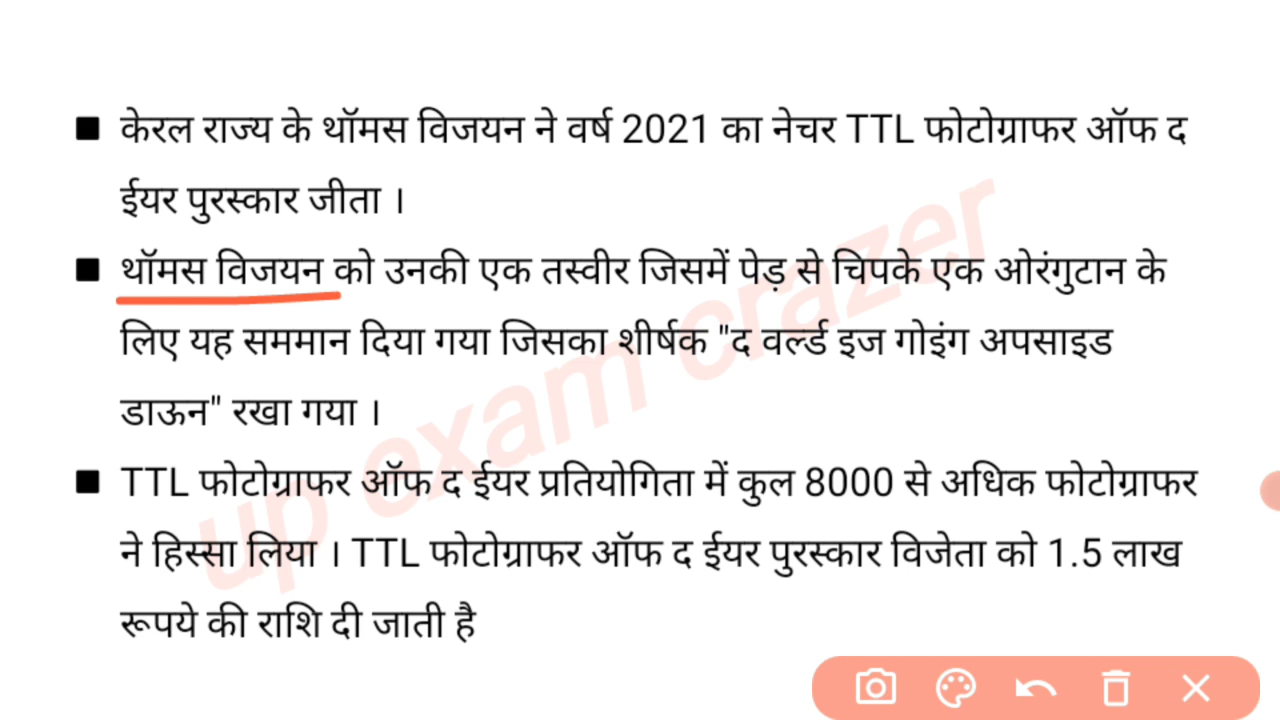 ■ केरल राज्य के थॉमस विजयन ने वर्ष 2021 का नेचर TTL फोटोग्राफर ऑफ द
ईयर पुरस्कार जीता ।
■ थॉमस विजयन को उनकी एक तस्वीर जिसमें पेड़ से चिपके एक ओरंगुटान के
लिए यह सममान दिया गया जिसका शीर्षक "द वर्ल्ड इज गोइंग अपसाइड
डाऊन" रखा गया ।
■ TTL फोटोग्राफर ऑफ द ईयर प्रतियोगिता में कुल 8000 से अधिक फोटोग्राफर
ने हिस्सा लिया । TTL फोटोग्राफर ऑफ द ईयर पुरस्कार विजेता को 1.5 लाख
रूपये की राशि दी जाती है
up exam crazer